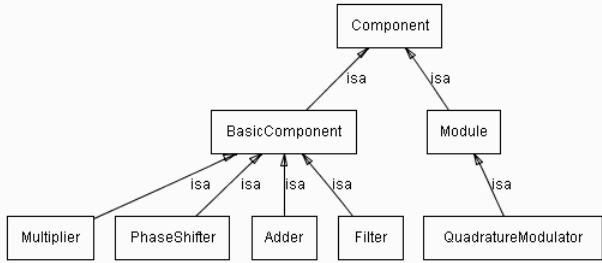 Component
isa
isa
BasicComponent
Module
isa
isa
isa
isa
isa
Multiplier
PhaseShifter
Adder
Filter
QuadratureModulator